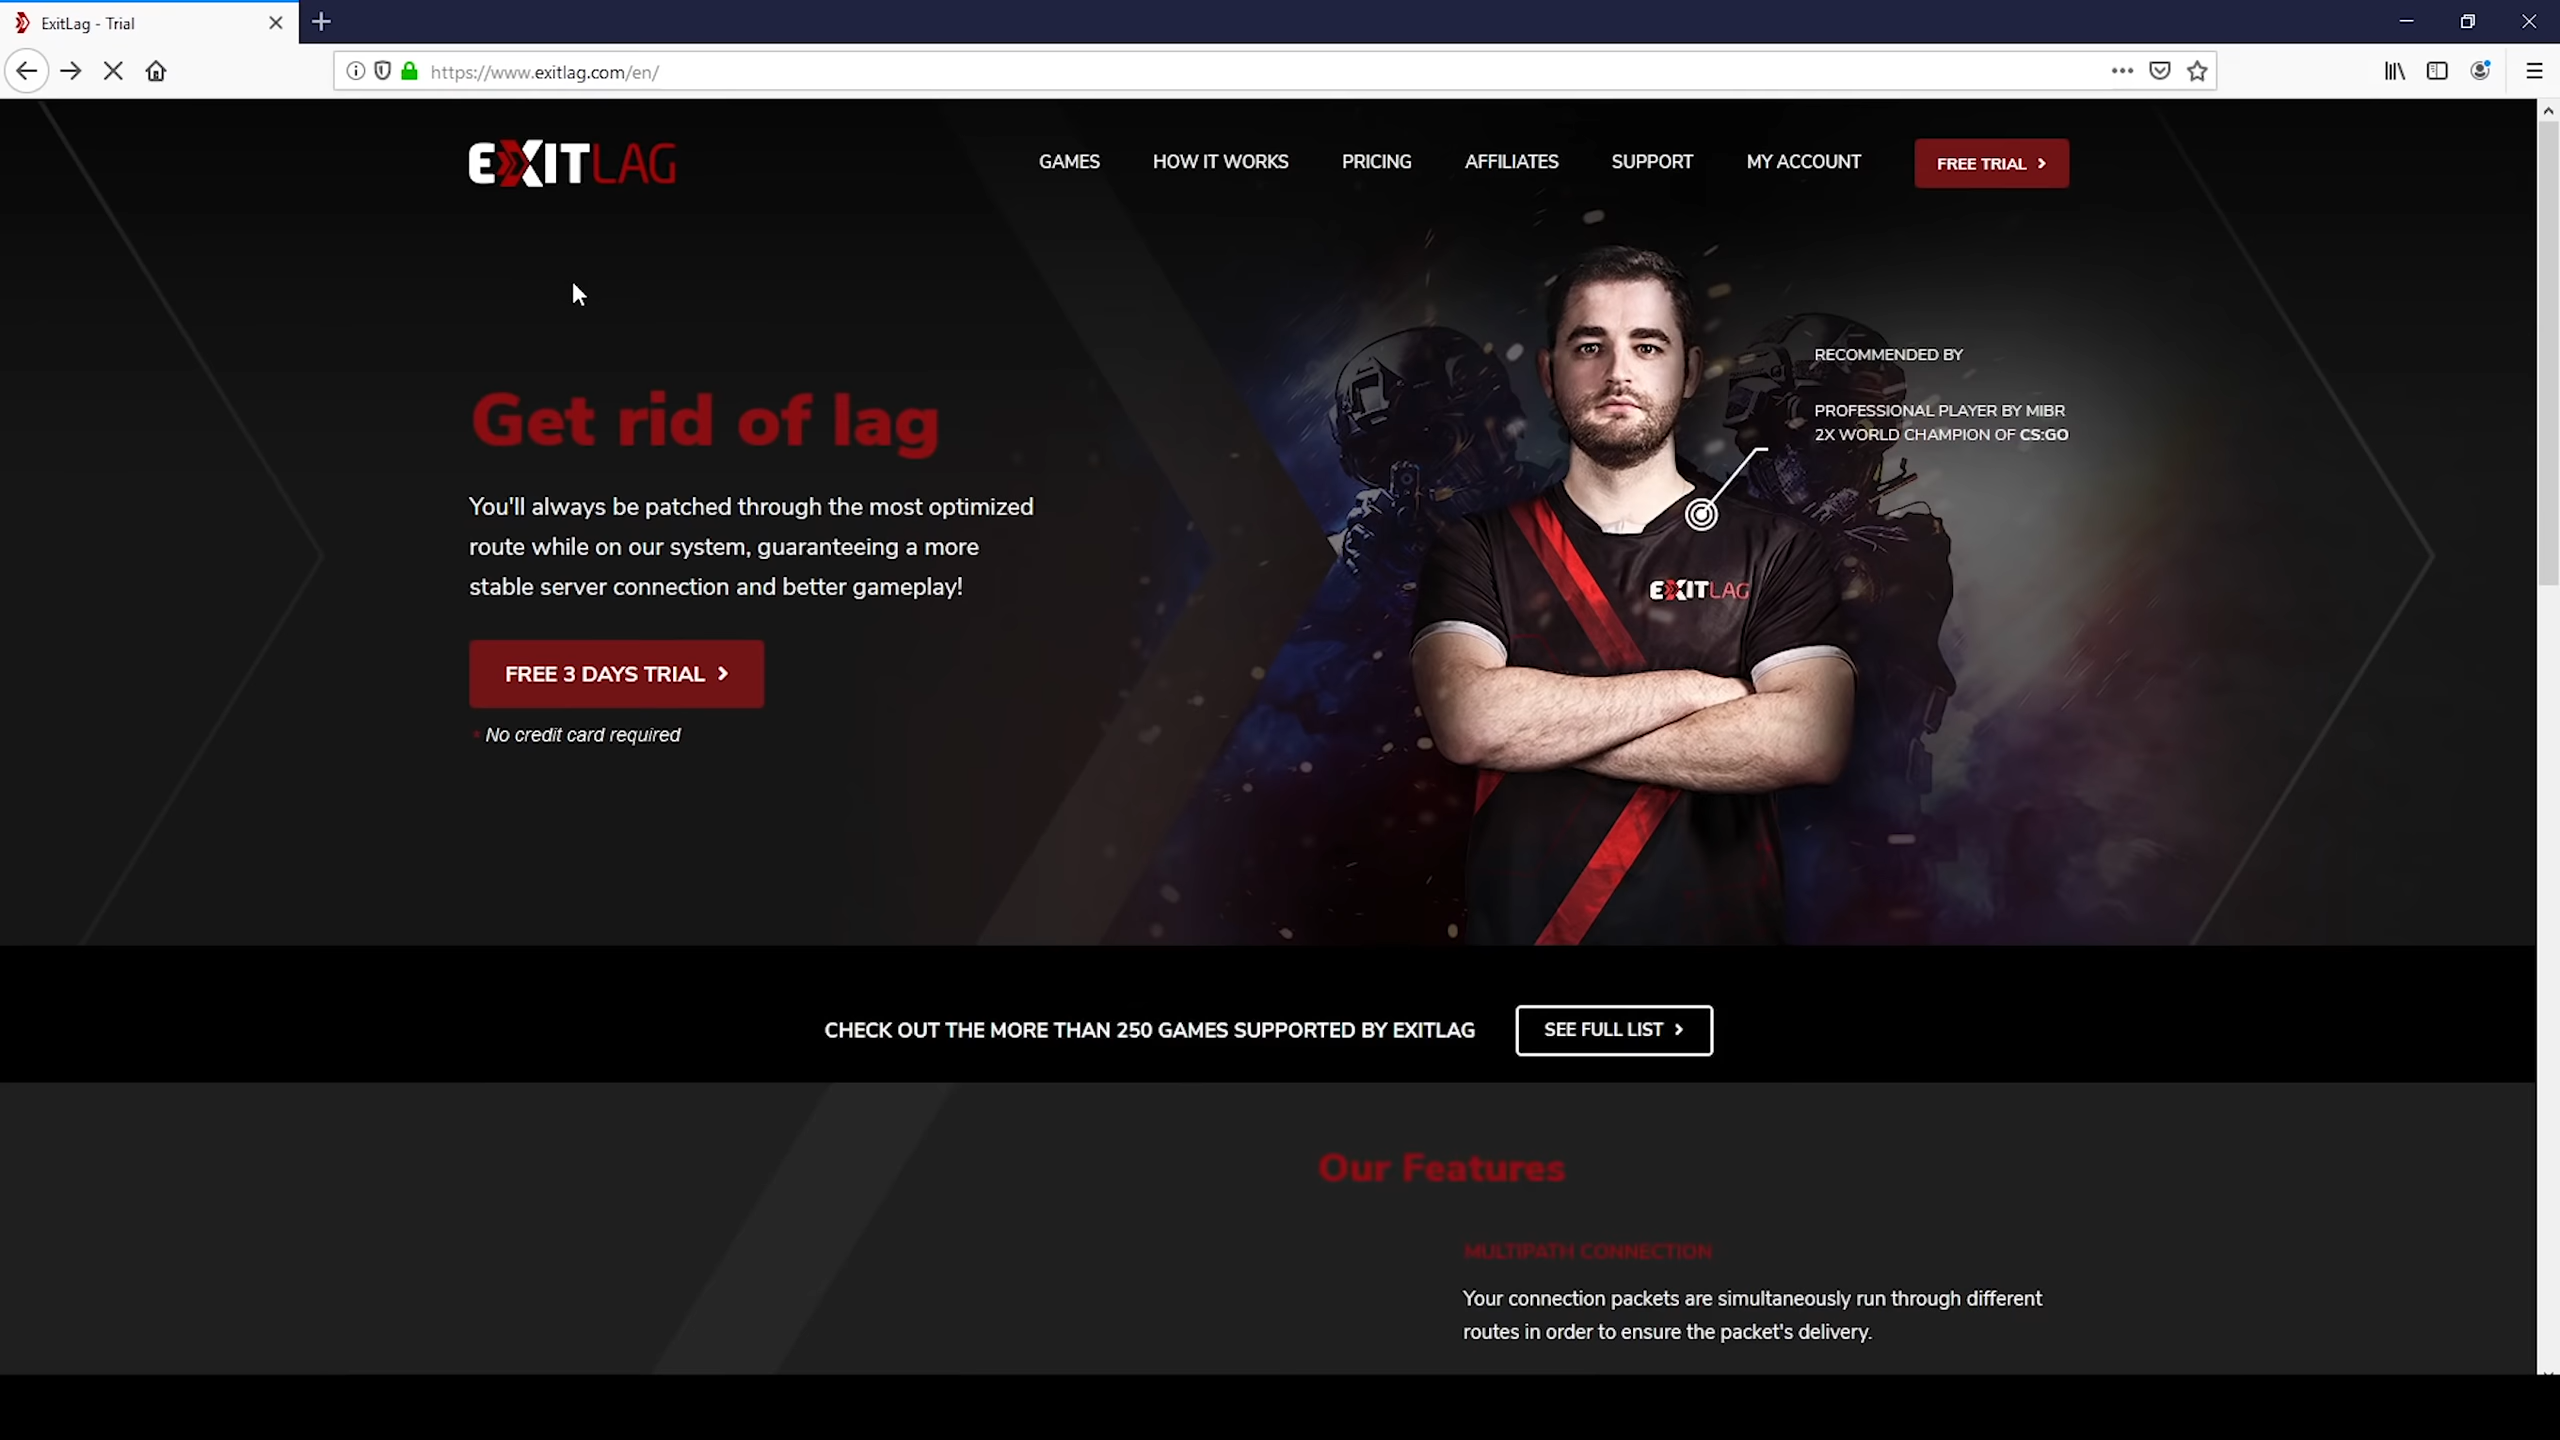 ExitLag - Trial
https://www.exitlag.com/en/
EXITLAG
GAMES
HOW IT WORKS
PRICING
AFFILIATES
SUPPORT
MY ACCOUNT
FREE TRIAL
RECOMMENDED BY
PROFESSIONAL PLAYER BY MIBR
2X WORLD CHAMPION OF CS:GO
Get rid of lag
You'll always be patched through the most optimized
route while on our system, guaranteeing a more
stable server connection and better gameplay!
EXITLAG
FREE 3 DAYS TRIAL
* No credit card required
CHECK OUT THE MORE THAN 250 GAMES SUPPORTED BY EXITLAG
SEE FULL LIST
Our Features
MULTIPATH CONNECTION
Your connection packets are simultaneously run through different
routes in order to ensure the packet's delivery.